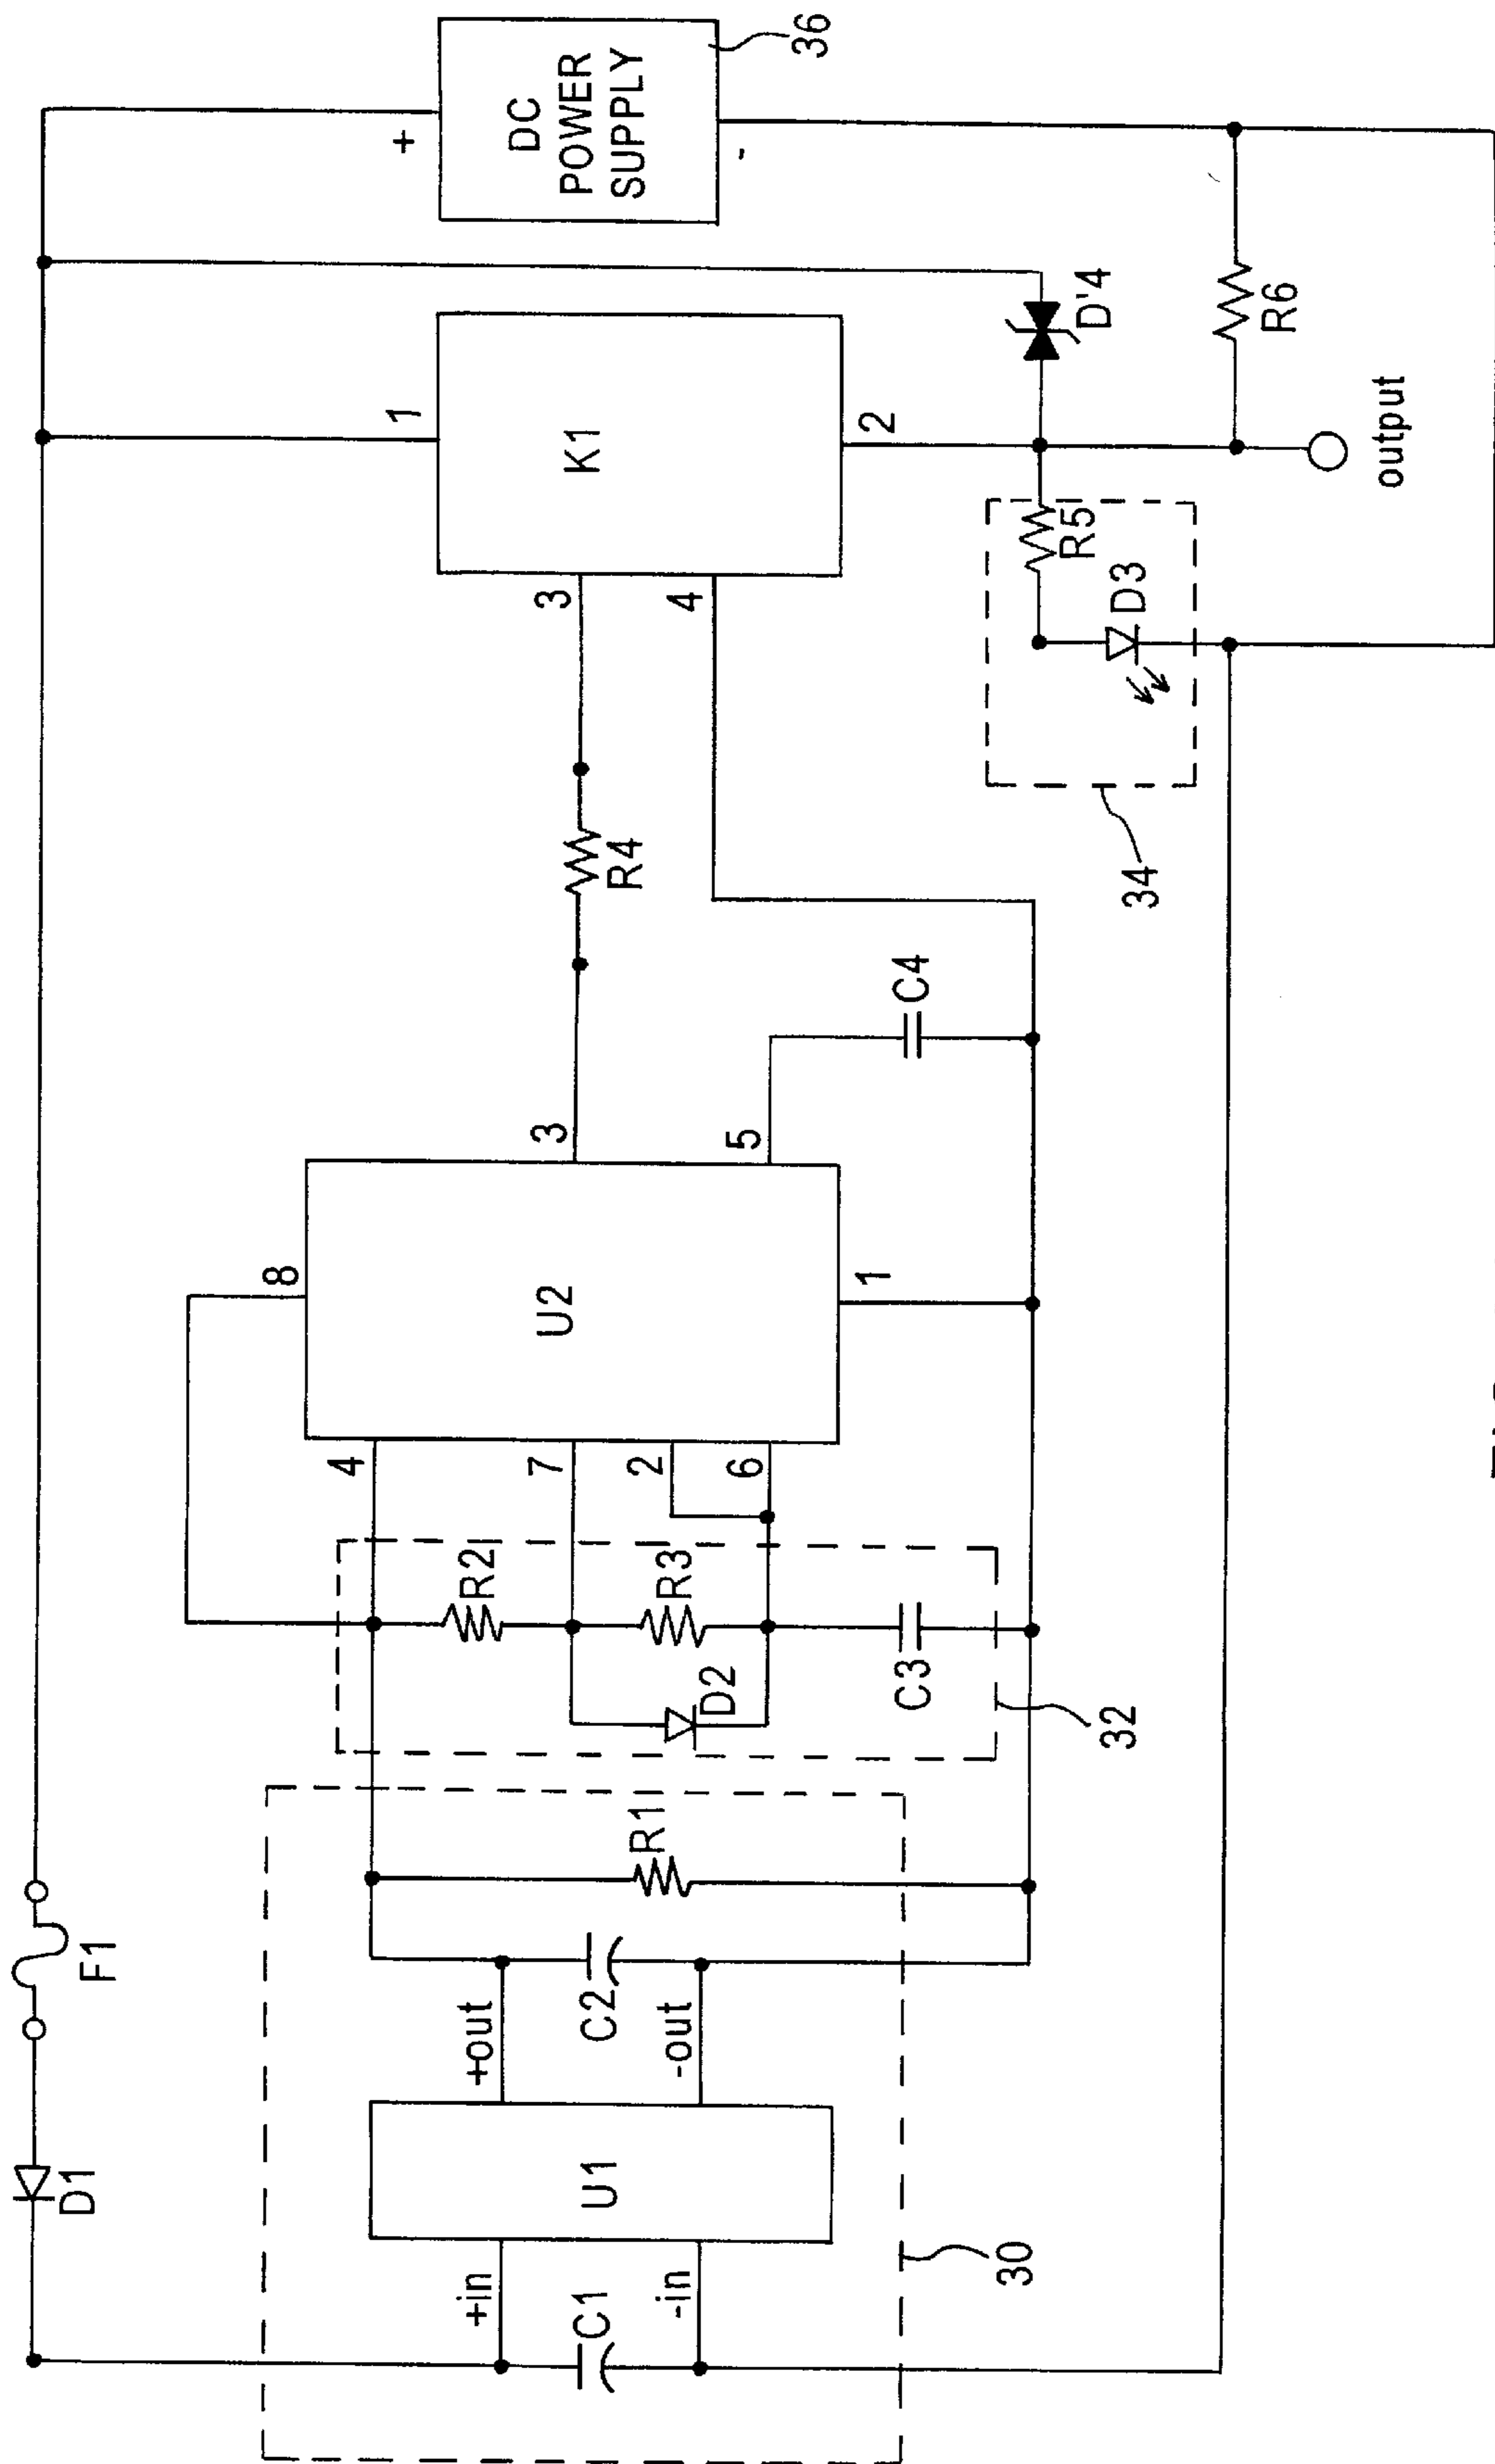 F1
D1
+
DC
POWER
SUPPLY
-
36
1
K1
3
4
2
D'4
R6
output
R5
D3
34
R4
8
U2
3
5
4
7
2
6
1
C4
R2
R3
D2
C3
32
R1
C2
+out
-out
U1
+in
-in
C1
30